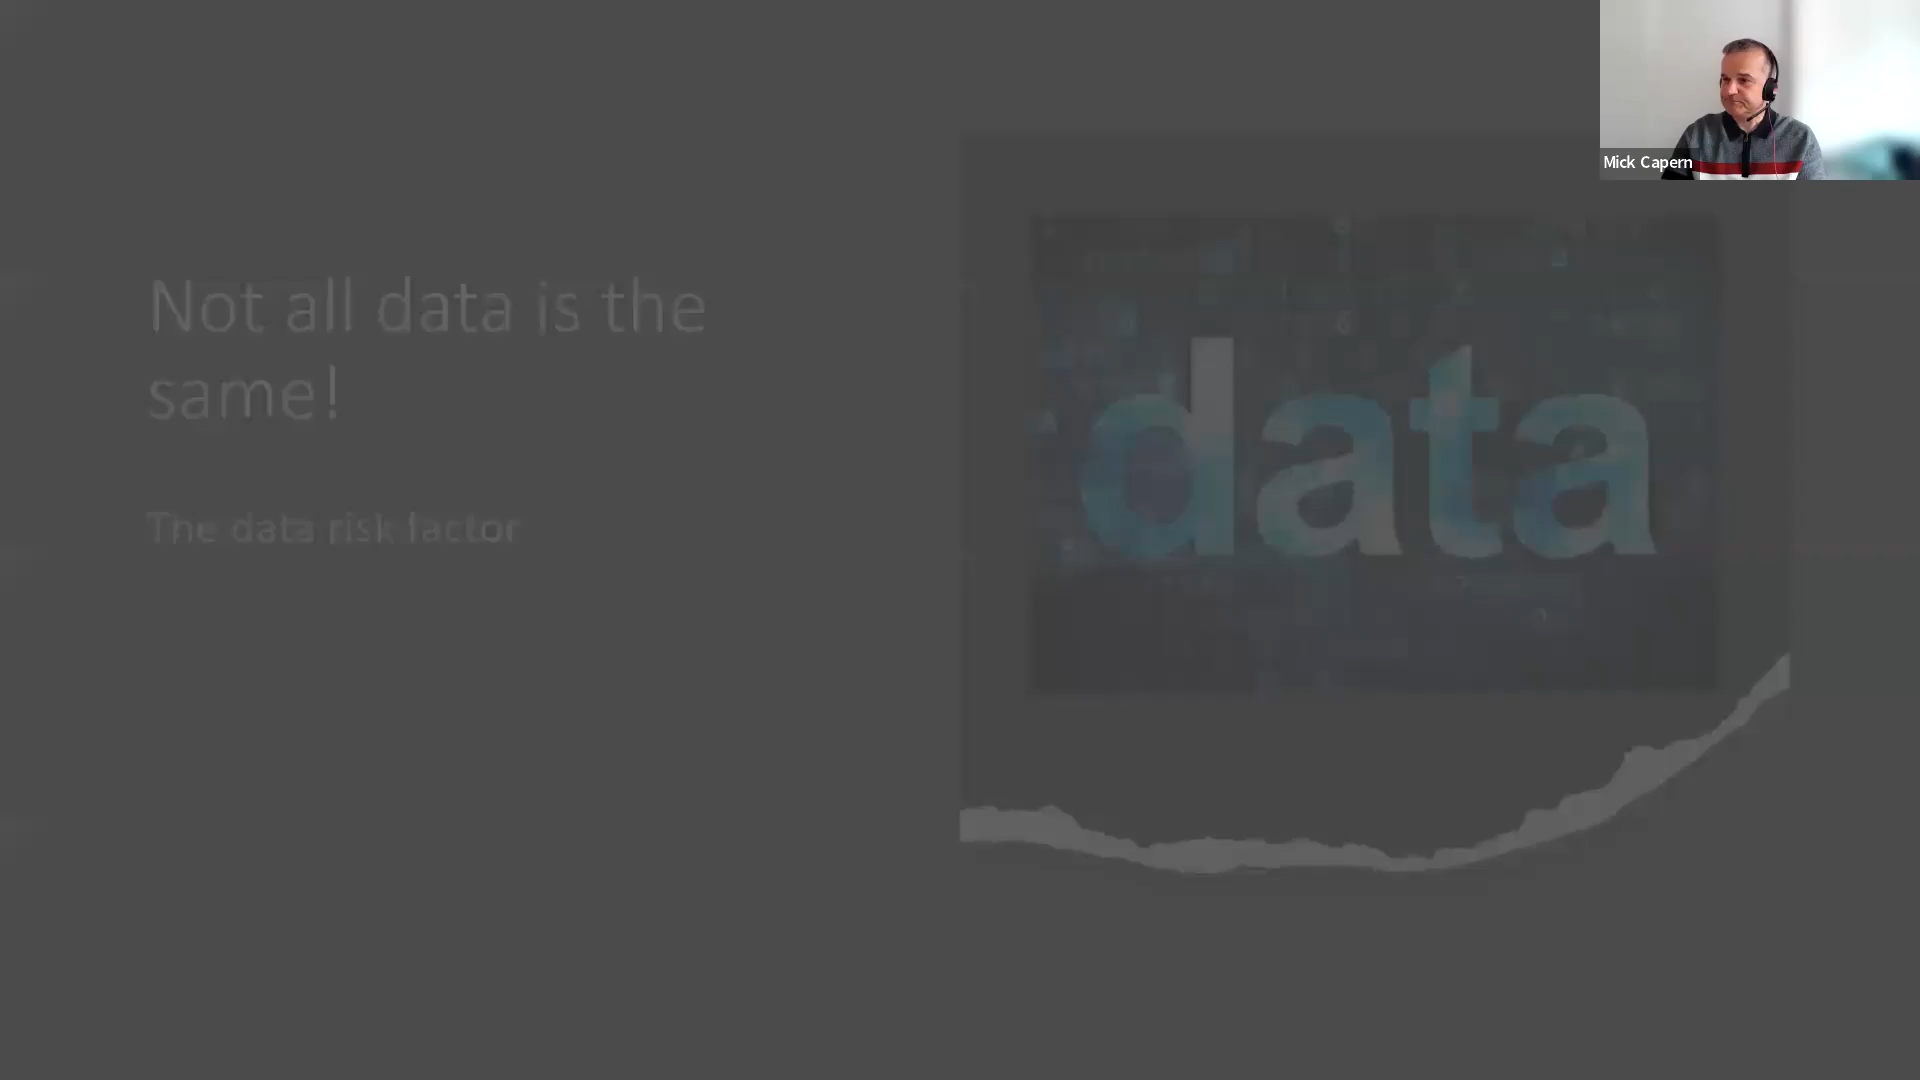 Mick Capern
Not all data is the
same!
The data risk factor
data